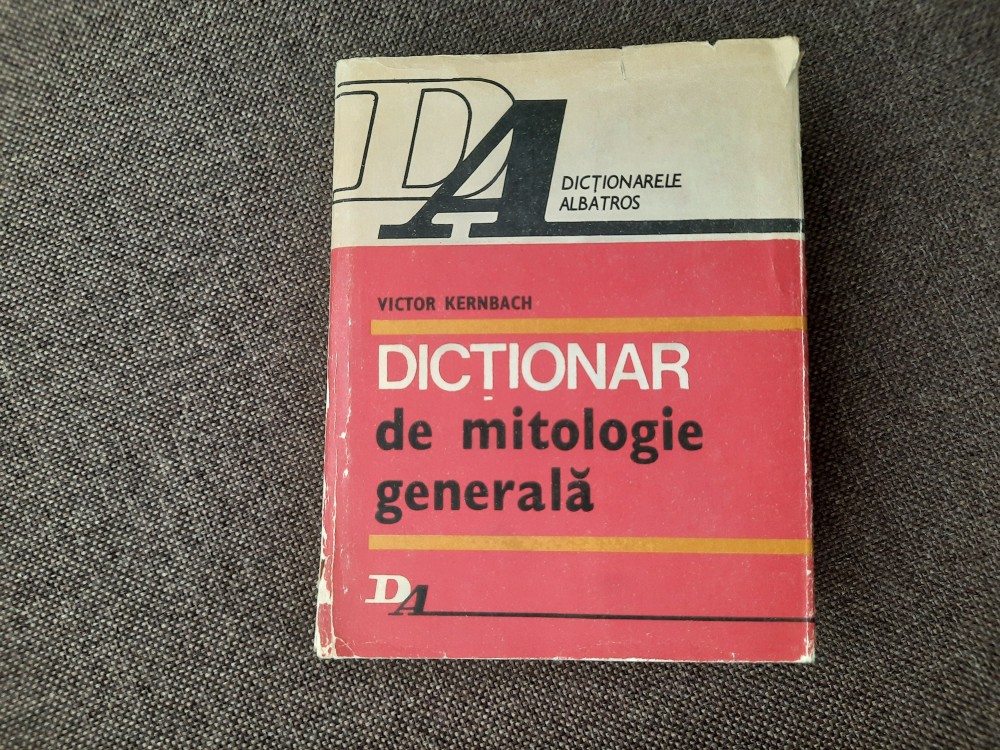 DA
DICȚIONARELE
ALBATROS
VICTOR KERNBACH
DICȚIONAR
de mitologie
generală
DA